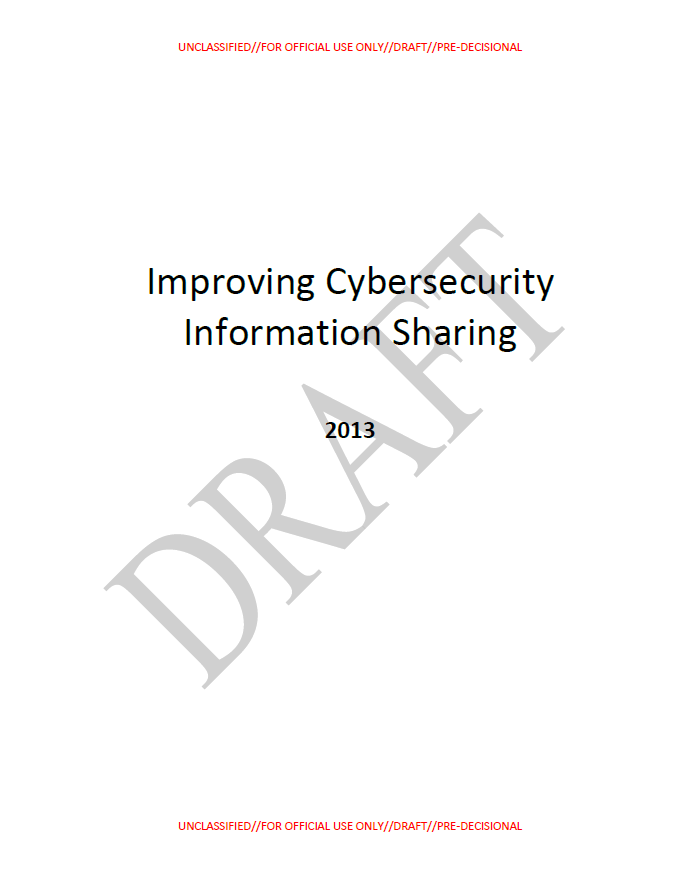 UNCLASSIFIED//FOR OFFICIAL USE ONLY//DRAFT//PRE-DECISIONAL
Improving Cybersecurity
Information Sharing
2013
DRAFT
UNCLASSIFIED//FOR OFFICIAL USE ONLY//DRAFT//PRE-DECISIONAL